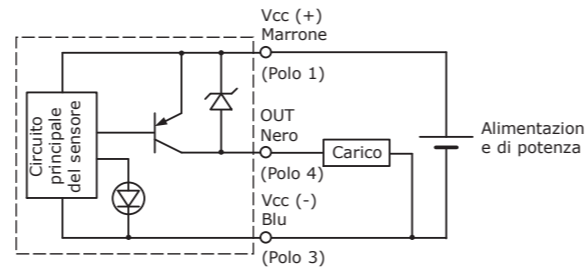 Vcc (+)
Marrone
(Polo 1)
Circuito
principale
del sensore
OUT
Nero
(Polo 4)
Carico
Alimentazion
e di potenza
Vcc (-)
Blu
(Polo 3)